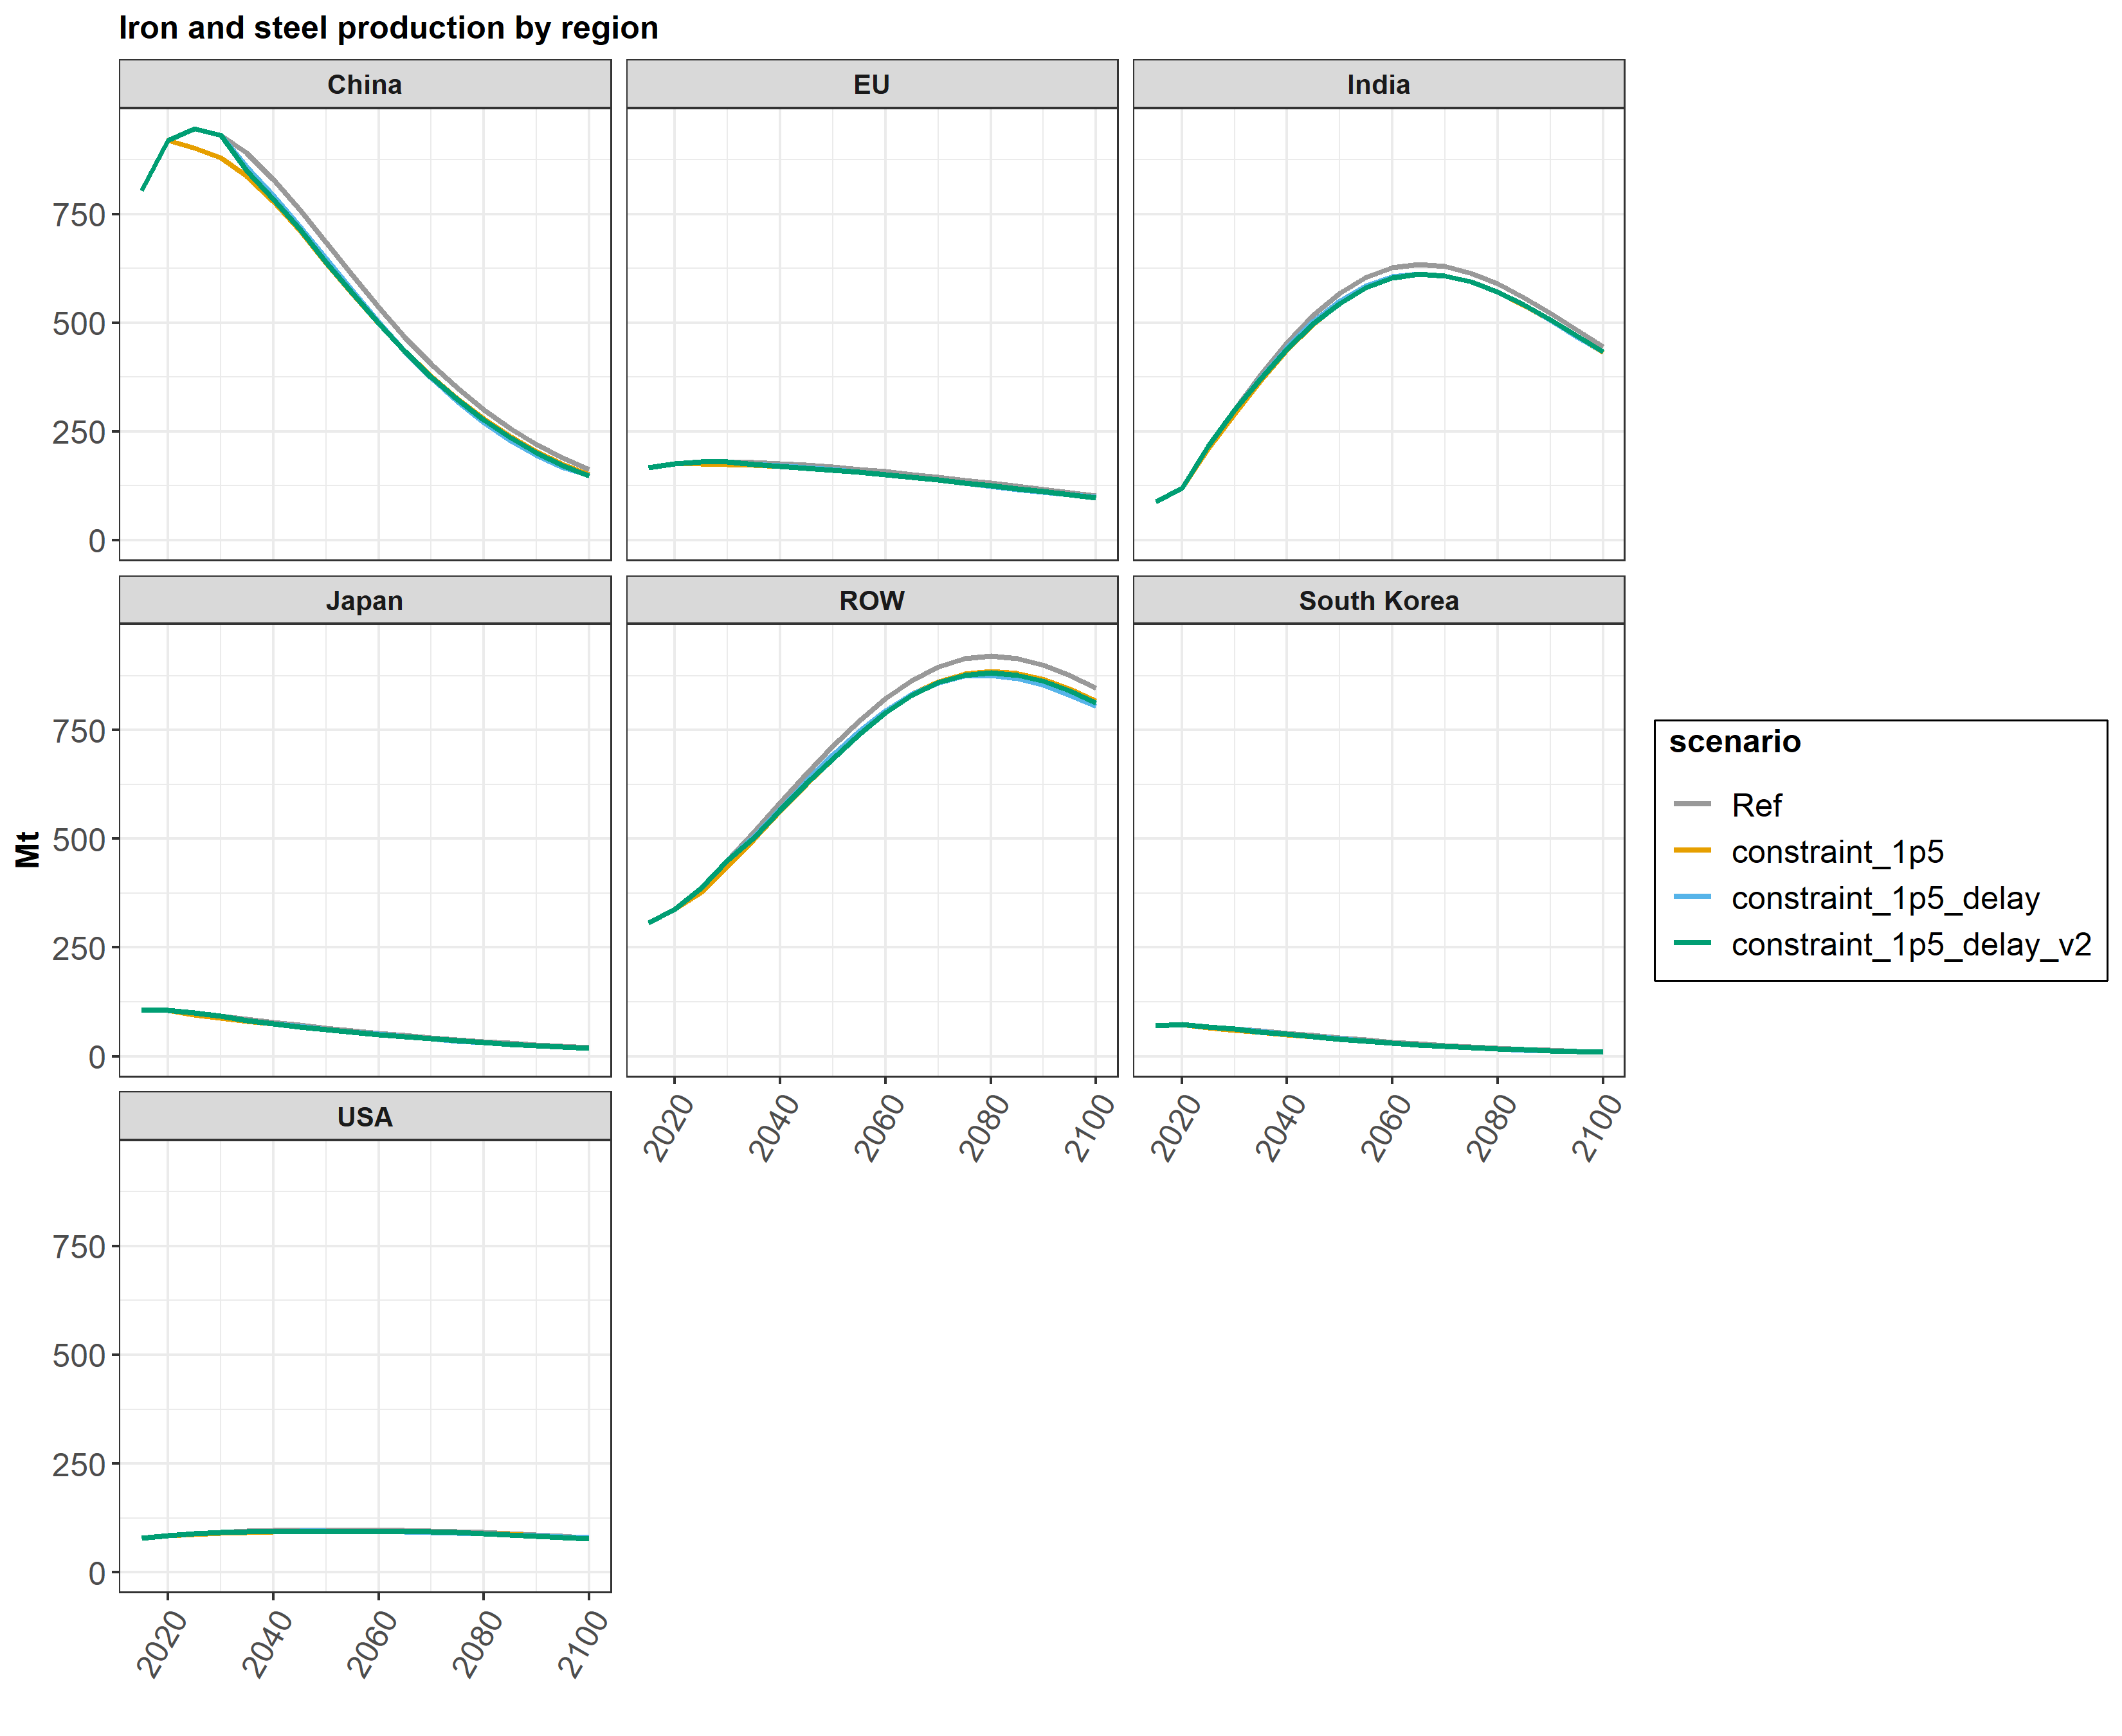 Iron and steel production by region
China
EU
India
750
500
250
0
Japan
ROW
South Korea
750
500
250
0
Mt
2020 2040 2060 2080 2100
2020 2040 2060 2080 2100
USA
750
500
250
0
2020 2040 2060 2080 2100
scenario
Ref
constraint_1p5
constraint_1p5_delay
constraint_1p5_delay_v2